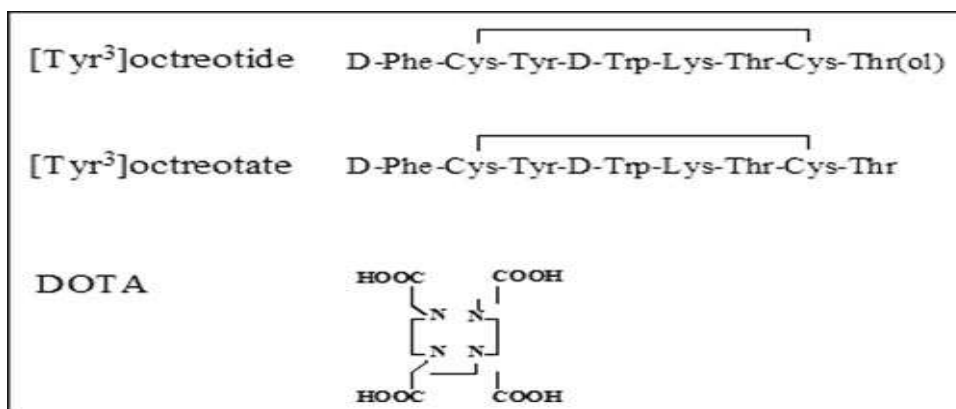 [Tyr³]octreotide D-Phe-Cys-Tyr-D-Trp-Lys-Thr-Cys-Thr(ol)
[Tyr³]octreotate D-Phe-Cys-Tyr-D-Trp-Lys-Thr-Cys-Thr
DOTA
HOOC COOH
N N
N N
HOOC COOH